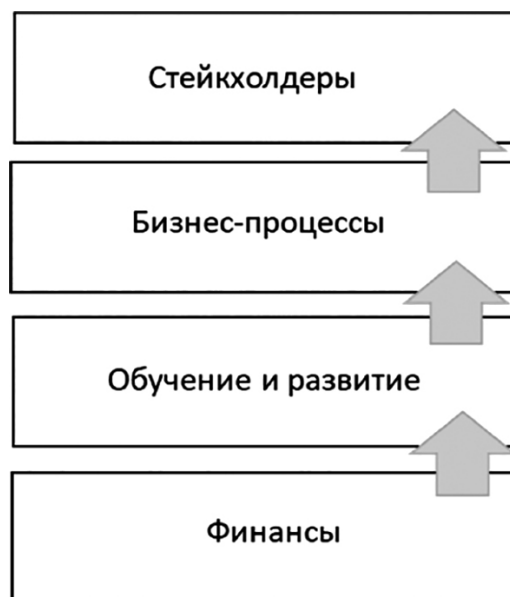 Стейкхолдеры
Бизнес-процессы
Обучение и развитие
Финансы